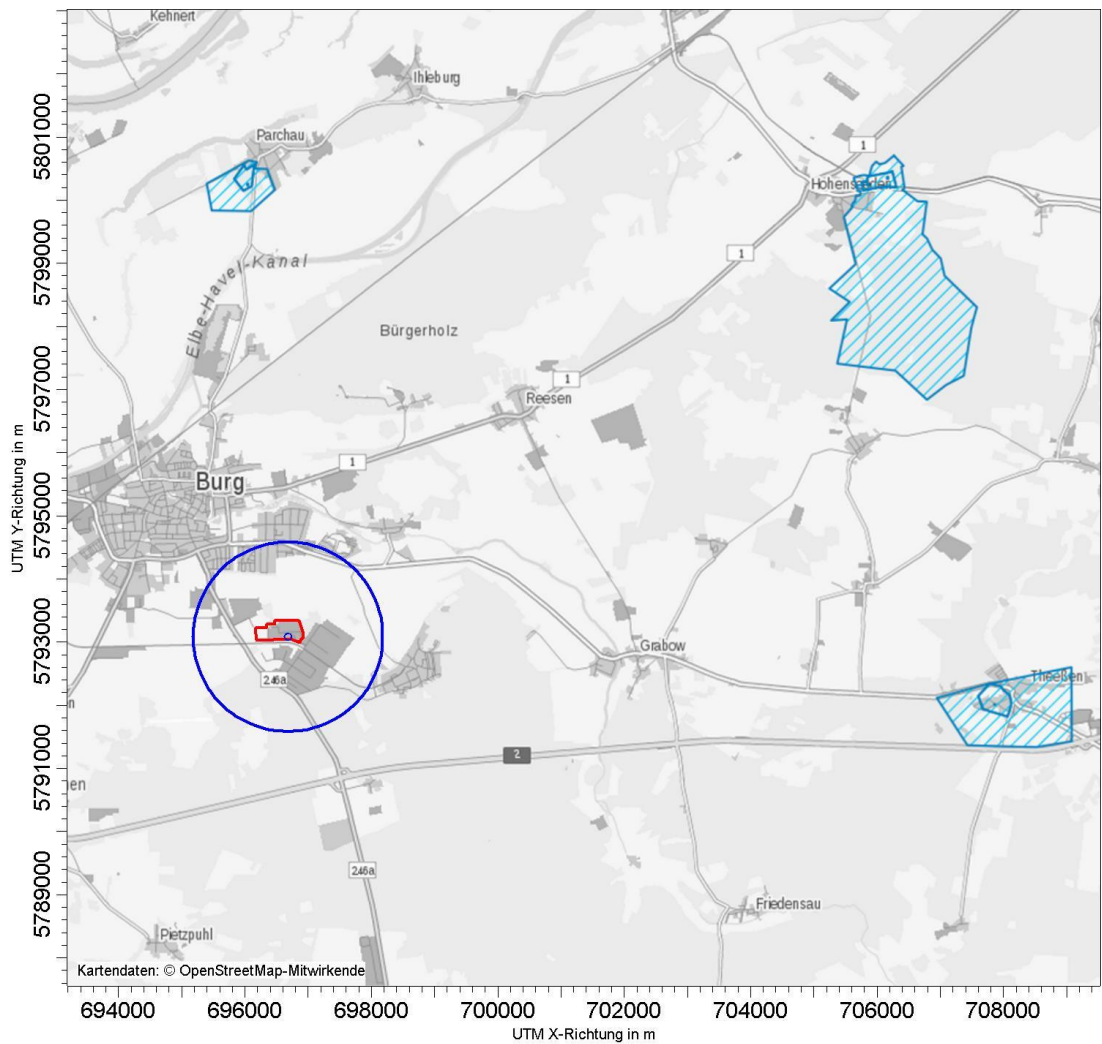 Kehnert
Ihleburg
Parchau
1
Hohenseeden
1
Elbe-Havel-Kanal
Bürgerholz
1
Reesen
Burg
1
Grabow
246a
Theeßen
2
en
246a
Friedensau
Pietzpuhl
Kartendaten: © OpenStreetMap-Mitwirkende
5801000
5799000
5797000
5795000
5793000
5791000
5789000
UTM Y-Richtung in m
694000 696000 698000 700000 702000 704000 706000 708000
UTM X-Richtung in m